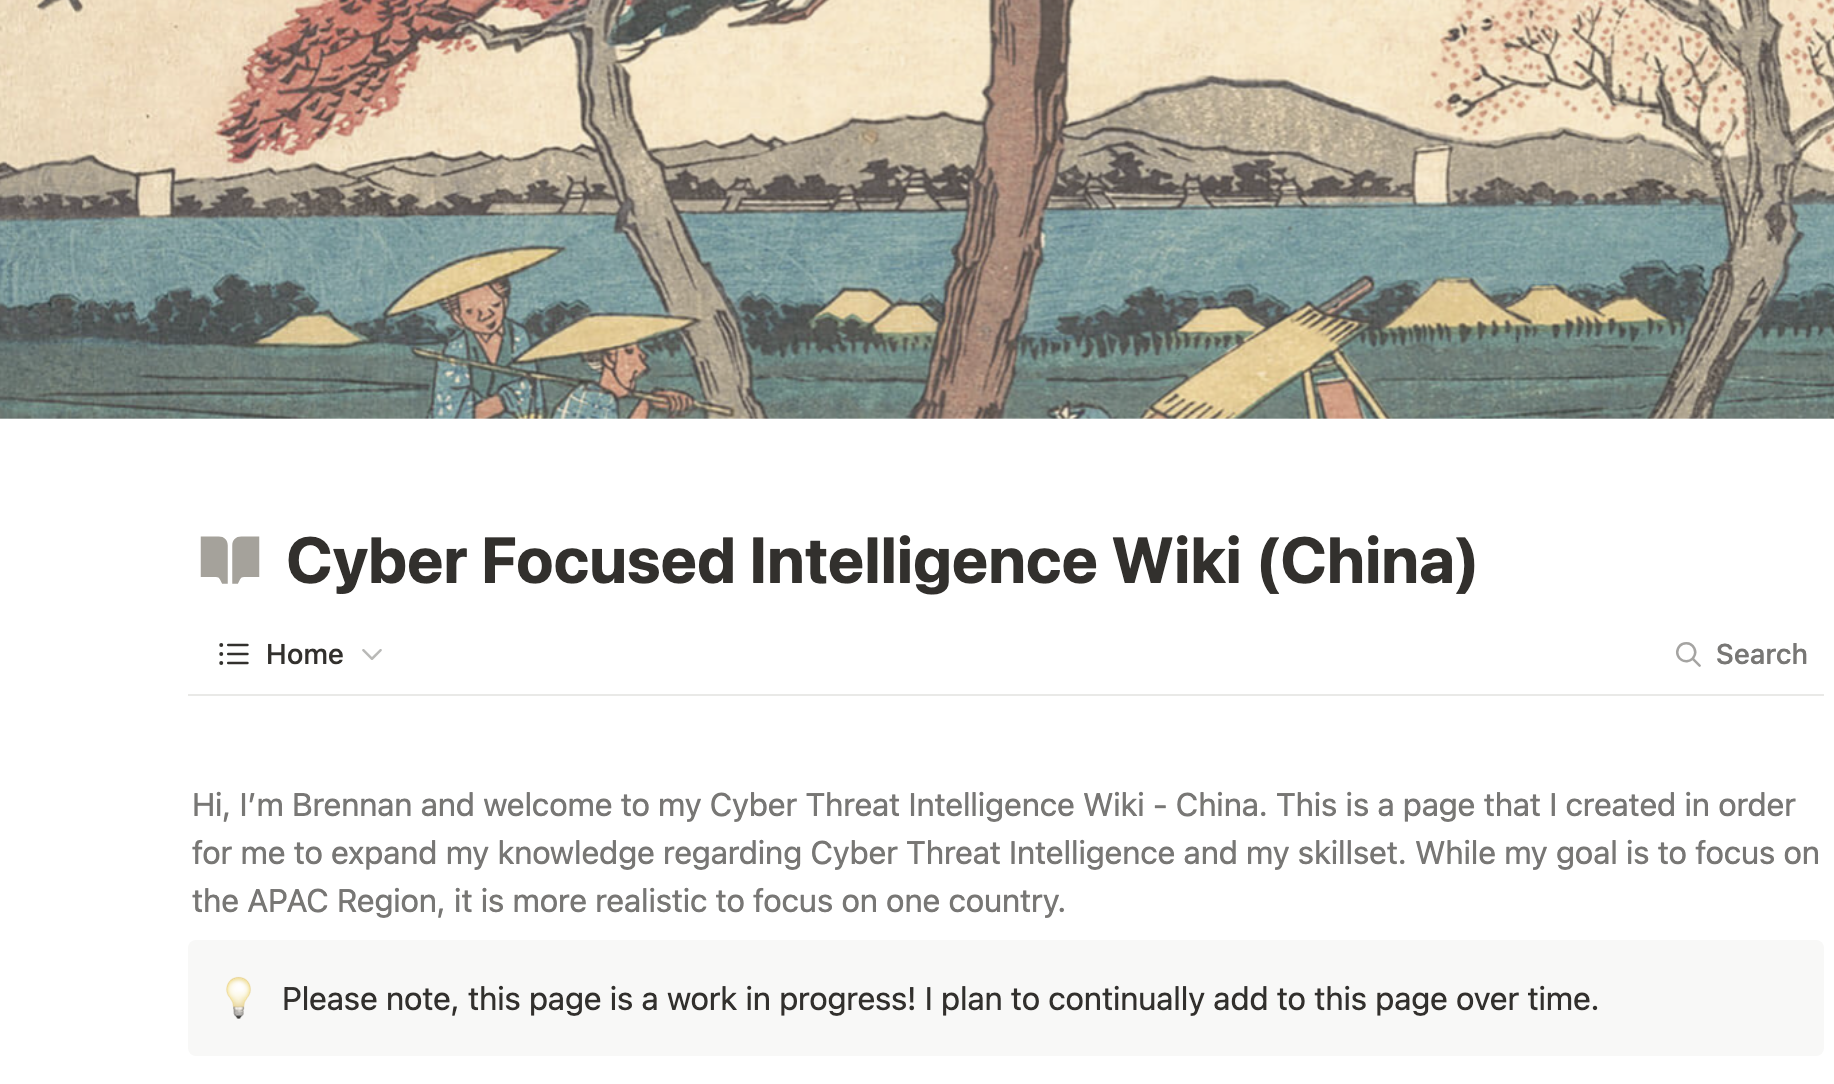 Cyber Focused Intelligence Wiki (China)
Home
Search
Hi, I’m Brennan and welcome to my Cyber Threat Intelligence Wiki - China. This is a page that I created in order
for me to expand my knowledge regarding Cyber Threat Intelligence and my skillset. While my goal is to focus on
the APAC Region, it is more realistic to focus on one country.
Please note, this page is a work in progress! I plan to continually add to this page over time.